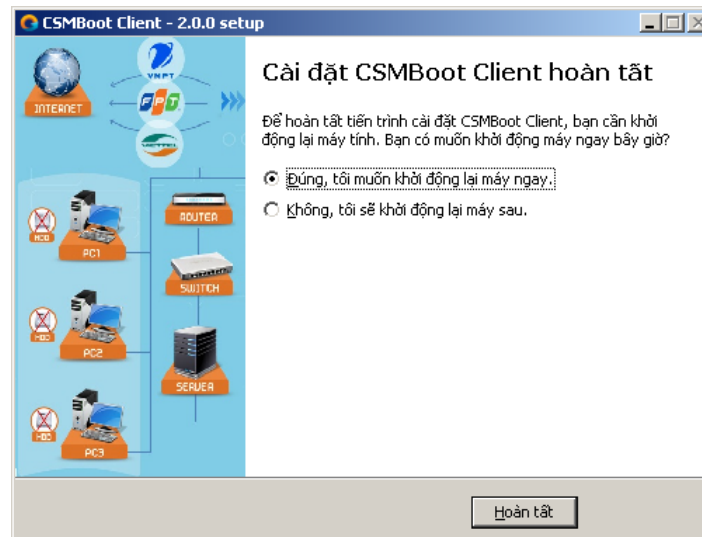 CSMBoot Client - 2.0.0 setup
VNPT
INTERNET
FPT
VIETTEL
HDD
PC1
ROUTER
SWITCH
HDD
PC2
SERVER
HDD
PC3
Cài đặt CSMBoot Client hoàn tất
Để hoàn tất tiến trình cài đặt CSMBoot Client, bạn cần khởi
động lại máy tính. Bạn có muốn khởi động máy ngay bây giờ?
Đúng, tôi muốn khởi động lại máy ngay.
Không, tôi sẽ khởi động lại máy sau.
Hoàn tất